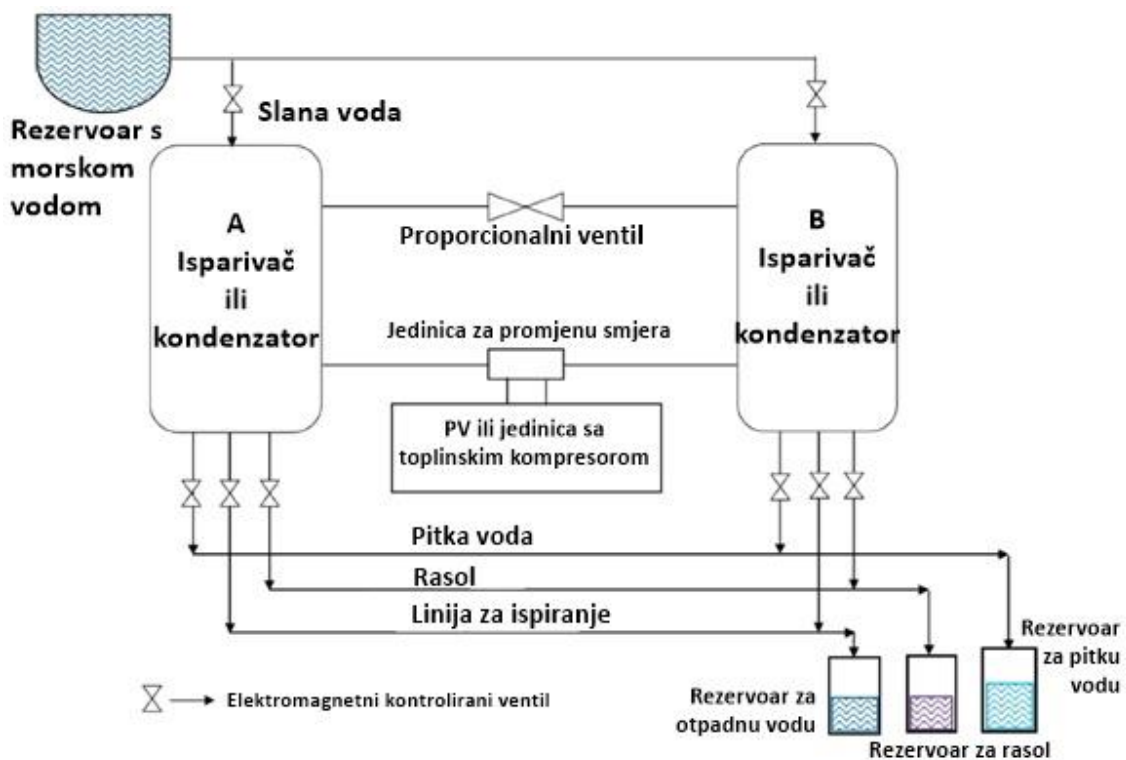 Rezervoar s
morskom
vodom
Slana voda
A
Isparivač
ili
kondenzator
Proporcionalni ventil
B
Isparivač
ili
kondenzator
Jedinica za promjenu smjera
PV ili jedinica sa
toplinskim kompresorom
Pitka voda
Rasol
Linija za ispiranje
Elektromagnetni kontrolirani ventil
Rezervoar za
otpadnu vodu
Rezervoar za rasol
Rezervoar
za pitku
vodu